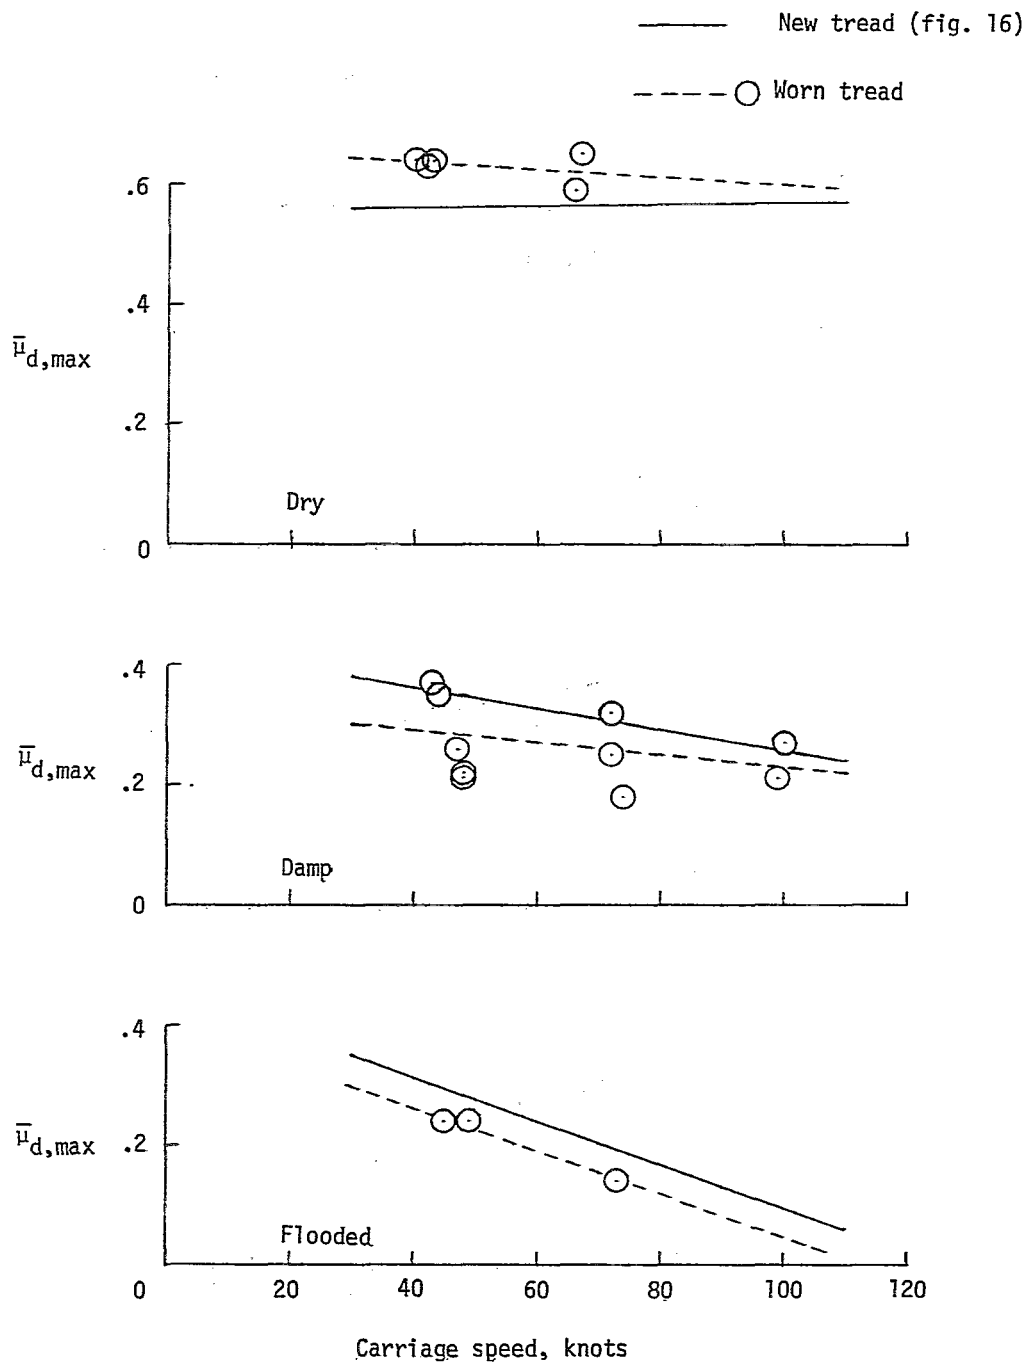 New tread (fig. 16)
Worn tread
.6
.4
μ̄d,max
.2
Dry
0
.4
μ̄d,max
.2
Damp
0
.4
μ̄d,max
.2
Flooded
0 20 40 60 80 100 120
Carriage speed, knots